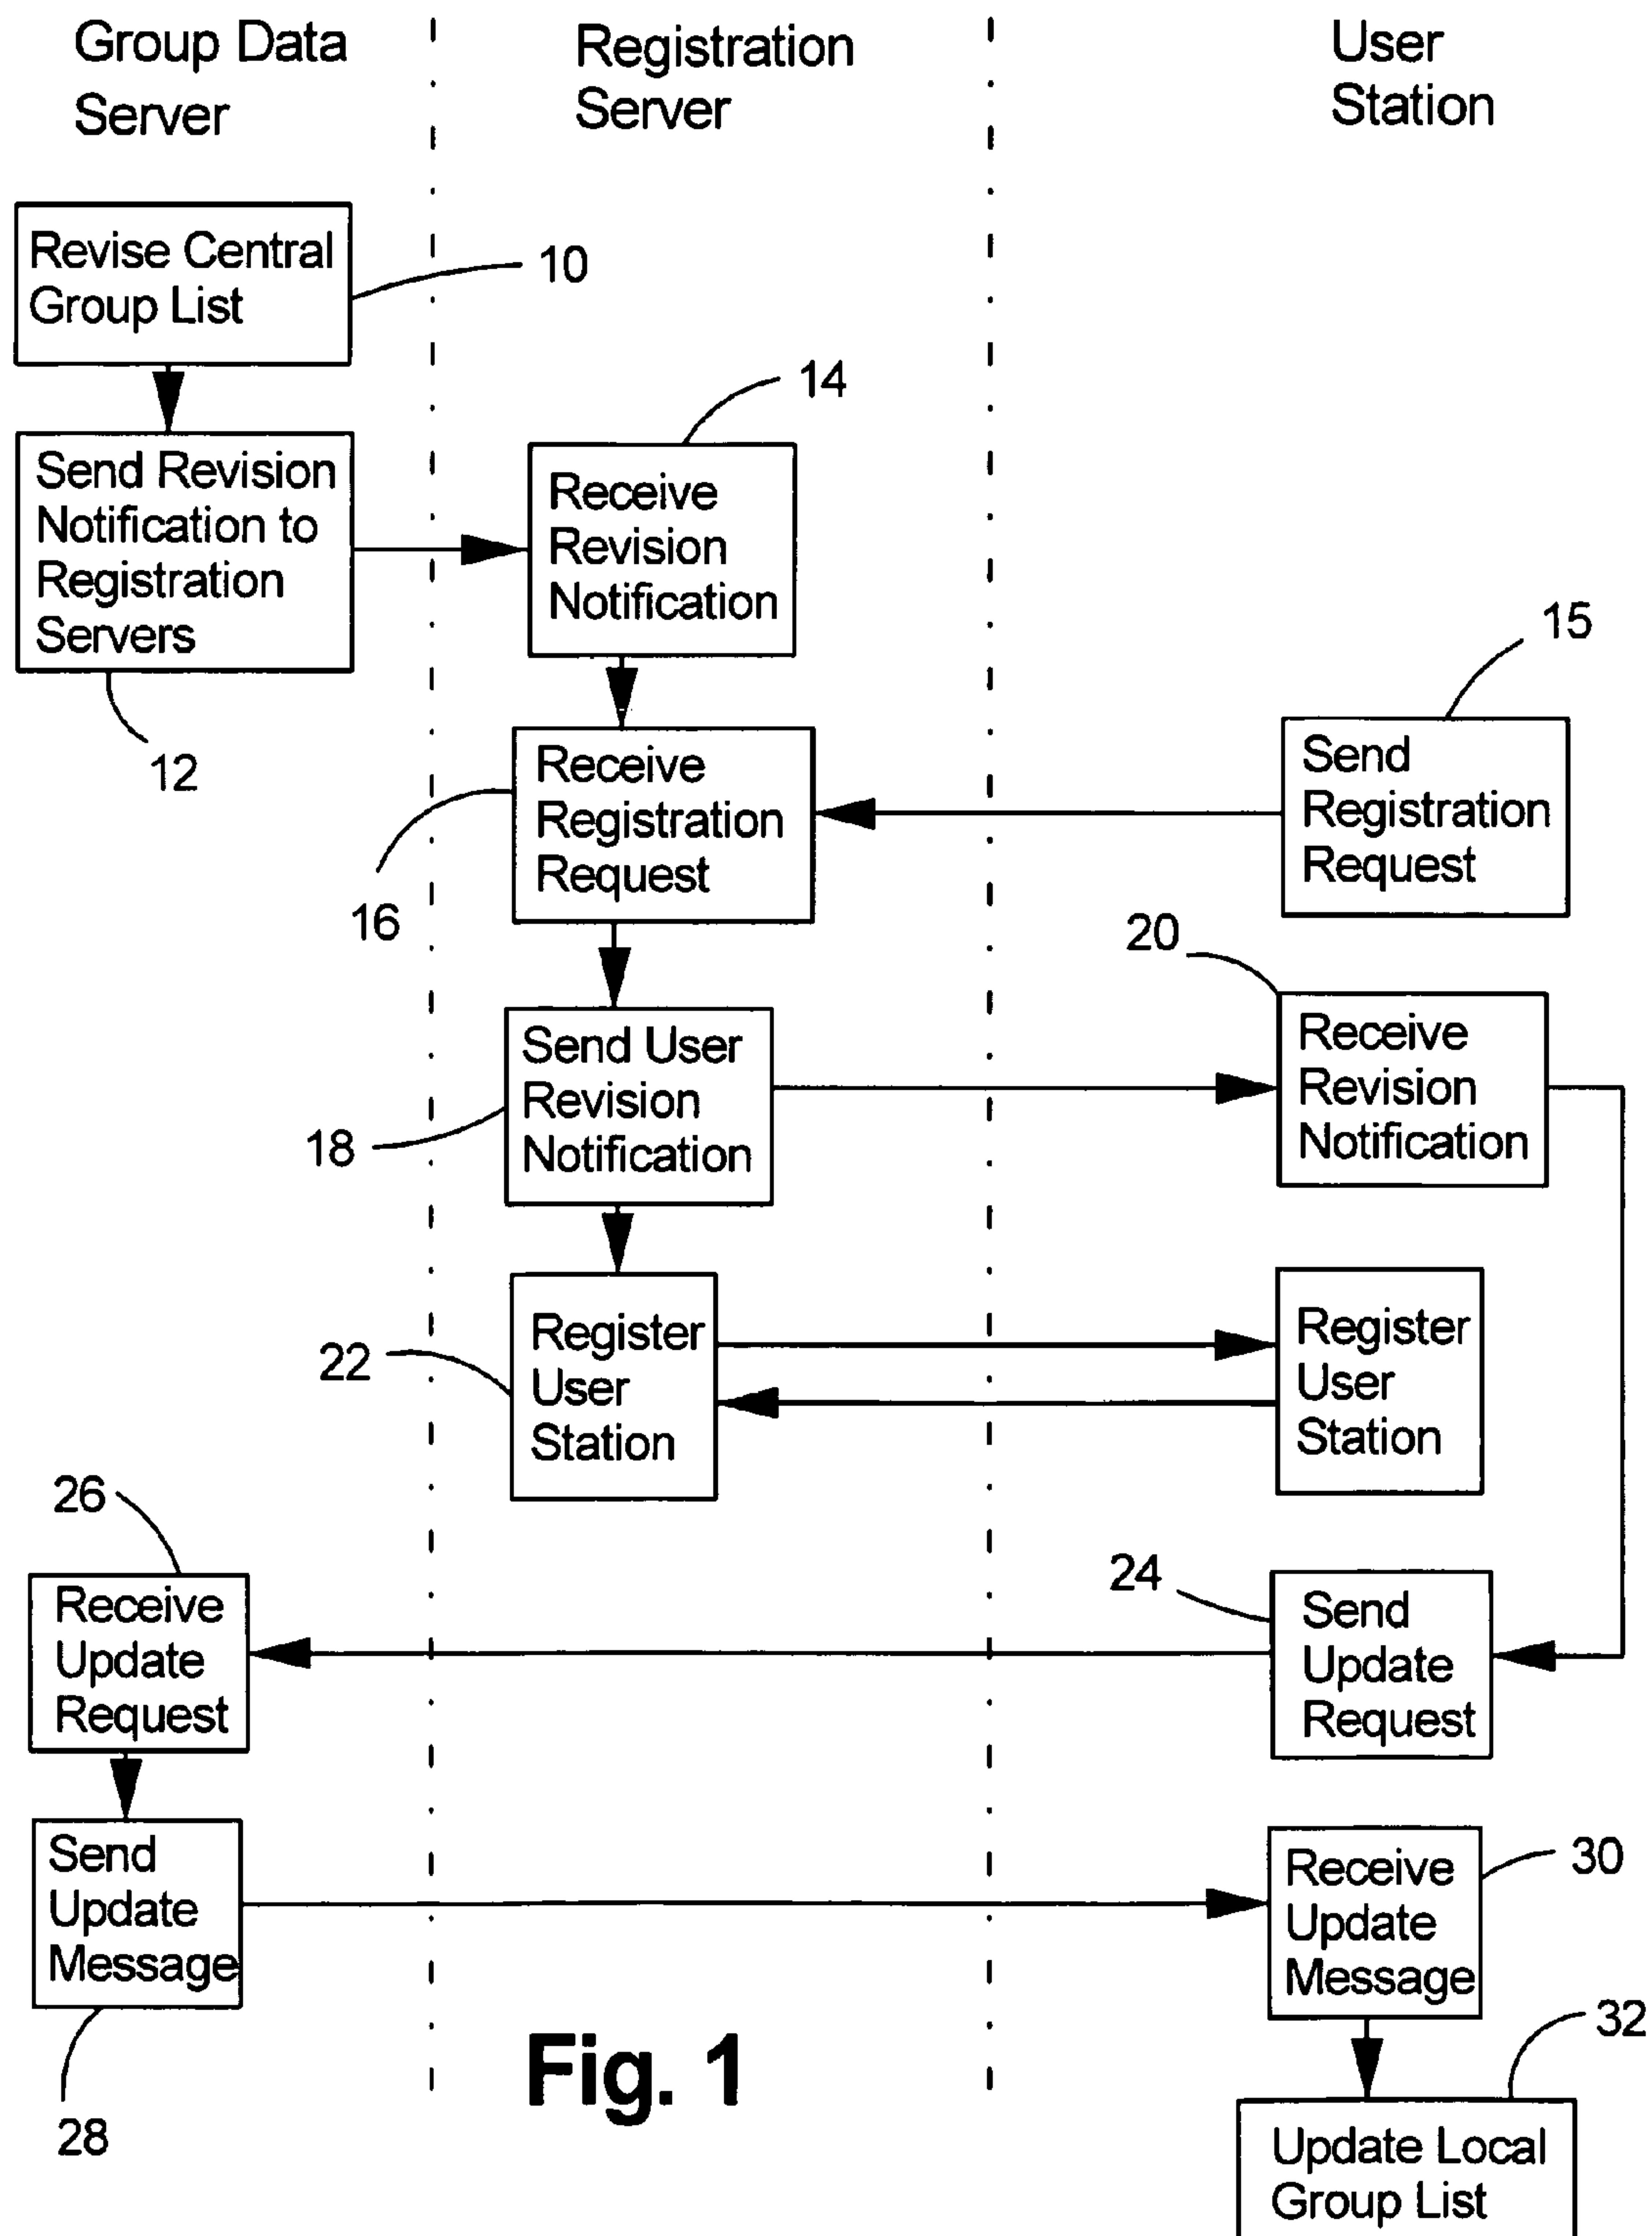 Group Data
Server
Registration
Server
User
Station
Revise Central
Group List
10
14
Send Revision
Notification to
Registration
Servers
12
Receive
Revision
Notification
15
Receive
Registration
Request
16
Send
Registration
Request
20
Send User
Revision
Notification
18
Receive
Revision
Notification
Register
User
Station
22
Register
User
Station
26
Receive
Update
Request
24
Send
Update
Request
Send
Update
Message
28
Receive
Update
Message
30
32
Update Local
Group List
Fig. 1